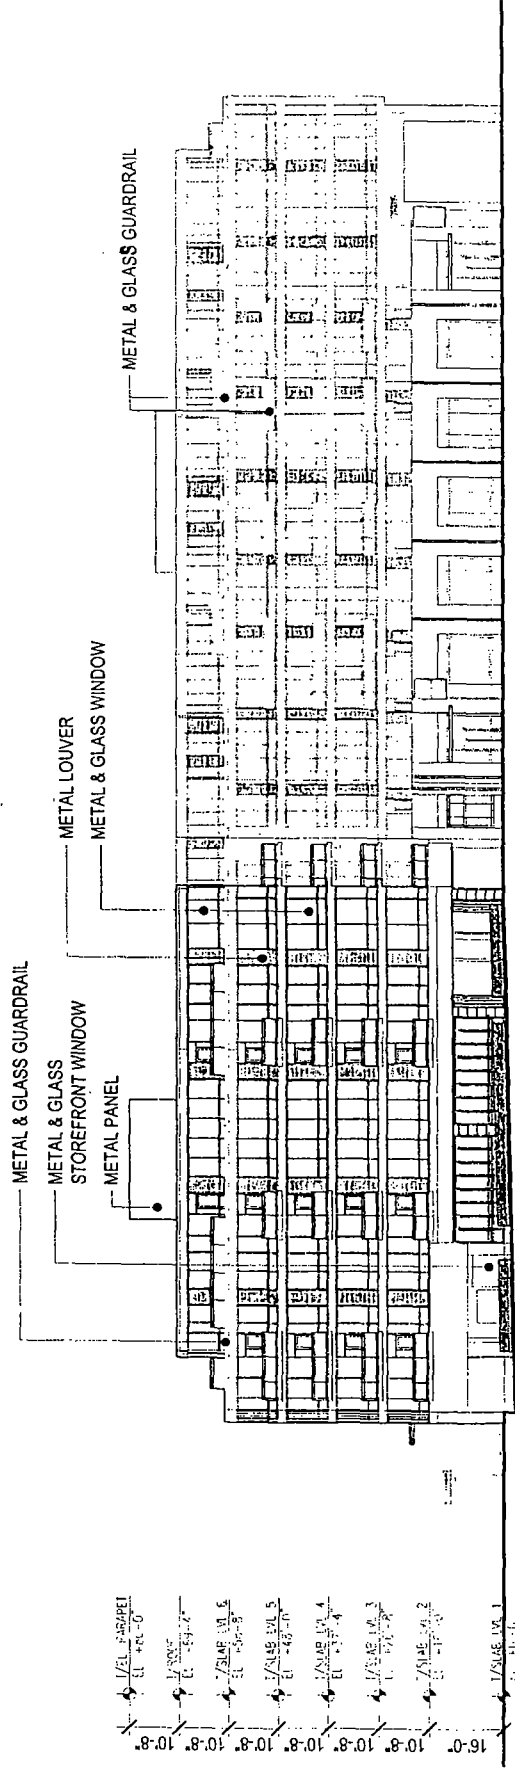 METAL & GLASS GUARDRAIL
METAL & GLASS
STOREFRONT WINDOW
METAL PANEL
METAL LOUVER
METAL & GLASS WINDOW
METAL & GLASS GUARDRAIL
T/EL. PARAPET
T/ROOF
T/SLAB LVL 6
T/SLAB LVL 5
T/SLAB LVL 4
T/SLAB LVL 3
T/SLAB LVL 2
T/SLAB LVL 1
10'-8"
10'-8"
10'-8"
10'-8"
10'-8"
10'-8"
16'-0"